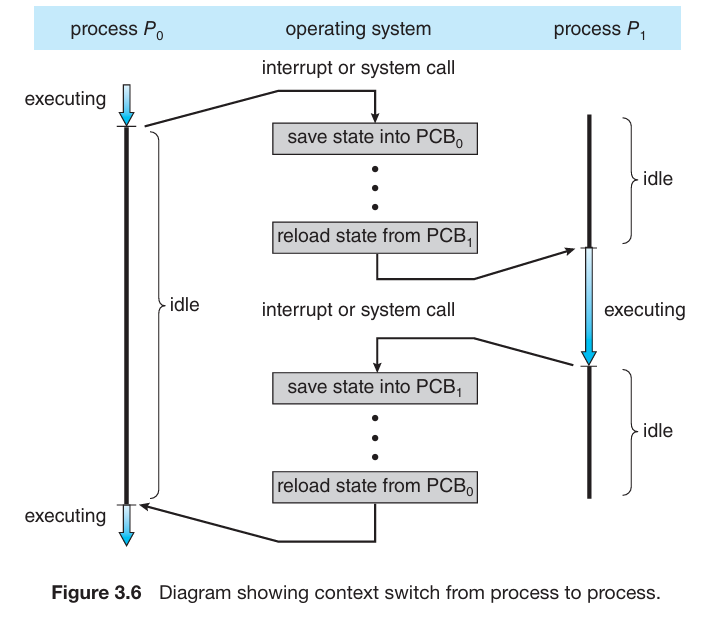 process P₀ operating system process P₁
interrupt or system call
executing
save state into PCB₀
idle
reload state from PCB₁
idle
interrupt or system call
executing
save state into PCB₁
idle
reload state from PCB₀
executing
Figure 3.6 Diagram showing context switch from process to process.